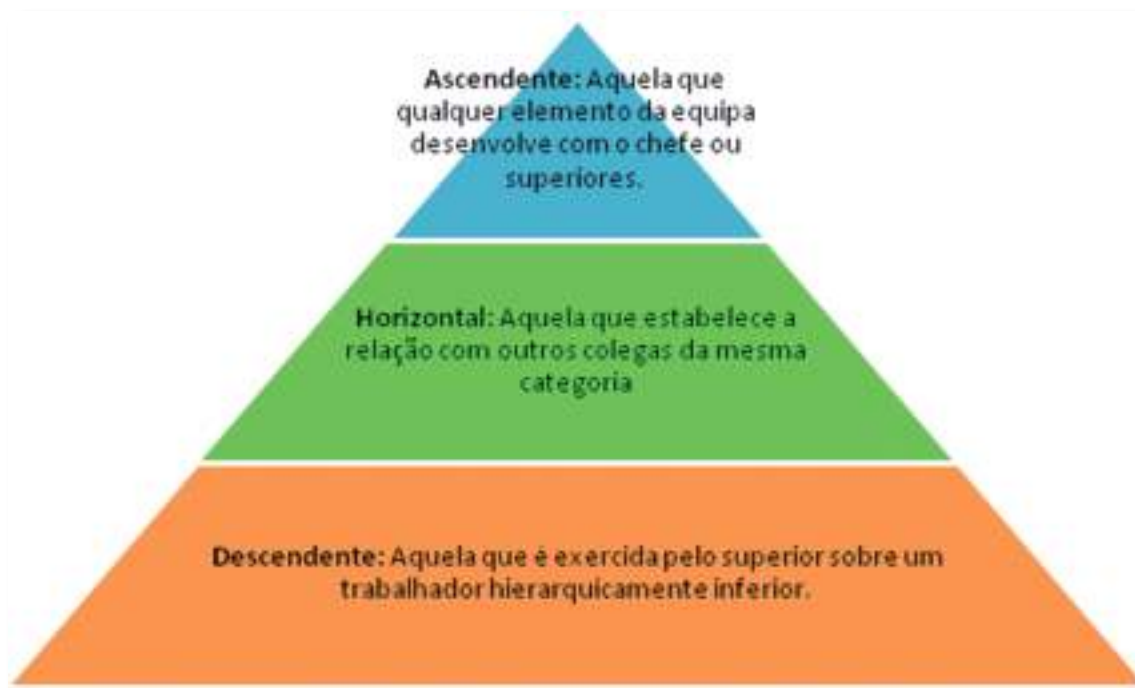 Ascendente: Aquela que
qualquer elemento da equipa
desenvolve com o chefe ou
superiores.
Horizontal: Aquela que estabelece a
relação com outros colegas da mesma
categoria
Descendente: Aquela que é exercida pelo superior sobre um
trabalhador hierarquicamente inferior.